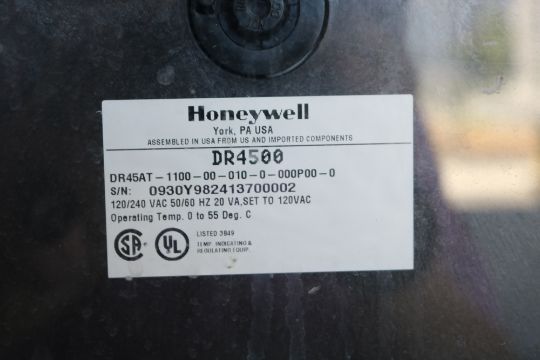 Honeywell
York, PA USA
ASSEMBLED IN USA FROM US AND IMPORTED COMPONENTS
DR4500
DR45AT-1100-00-010-0-000P00-0
S/N: 0930Y982413700002
120/240 VAC 50/60 HZ 20 VA,SET TO 120VAC
Operating Temp. 0 to 55 Deg. C
SA
UL
LISTED 3949
TEMP. INDICATING &
REGULATING EQUIP.